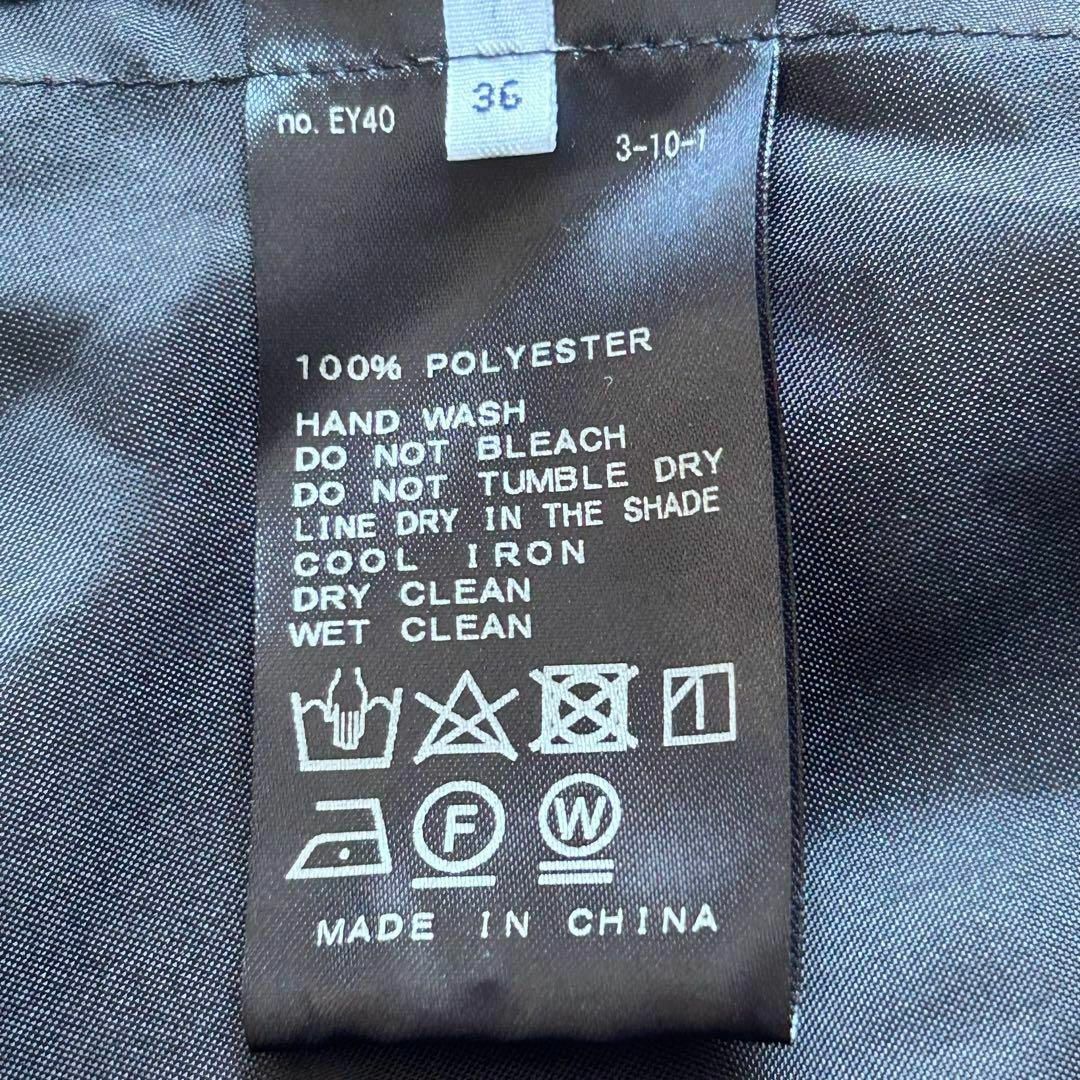 36
no. EY40
3-10-1
100% POLYESTER
HAND WASH
DO NOT BLEACH
DO NOT TUMBLE DRY
LINE DRY IN THE SHADE
COOL IRON
DRY CLEAN
WET CLEAN
F
W
MADE IN CHINA